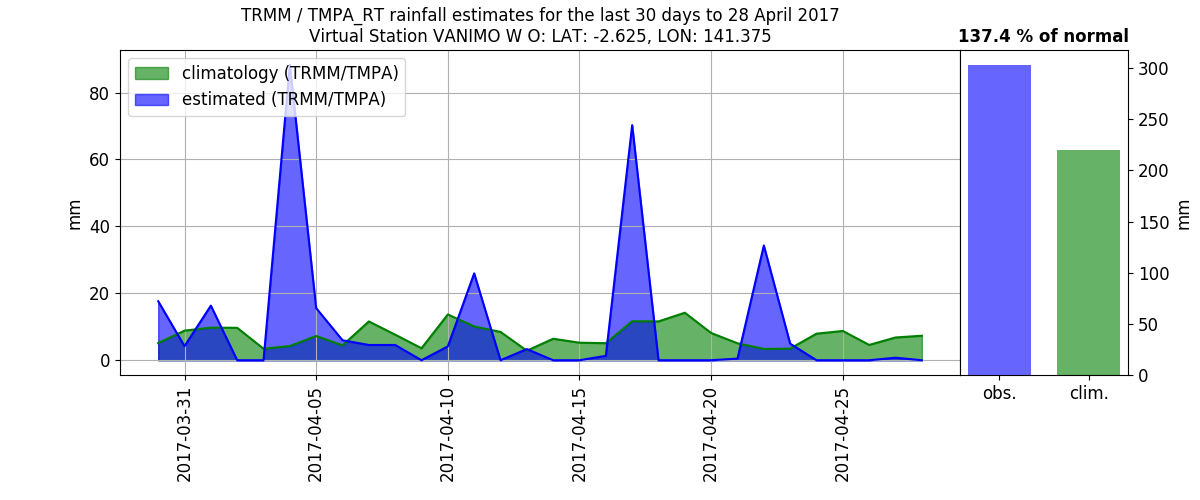 TRMM / TMPA_RT rainfall estimates for the last 30 days to 28 April 2017
Virtual Station VANIMO W O: LAT: -2.625, LON: 141.375
137.4 % of normal
climatology (TRMM/TMPA)
estimated (TRMM/TMPA)
80
60
40
20
0
mm
2017-03-31
2017-04-05
2017-04-10
2017-04-15
2017-04-20
2017-04-25
300
250
200
150
100
50
0
mm
obs.
clim.